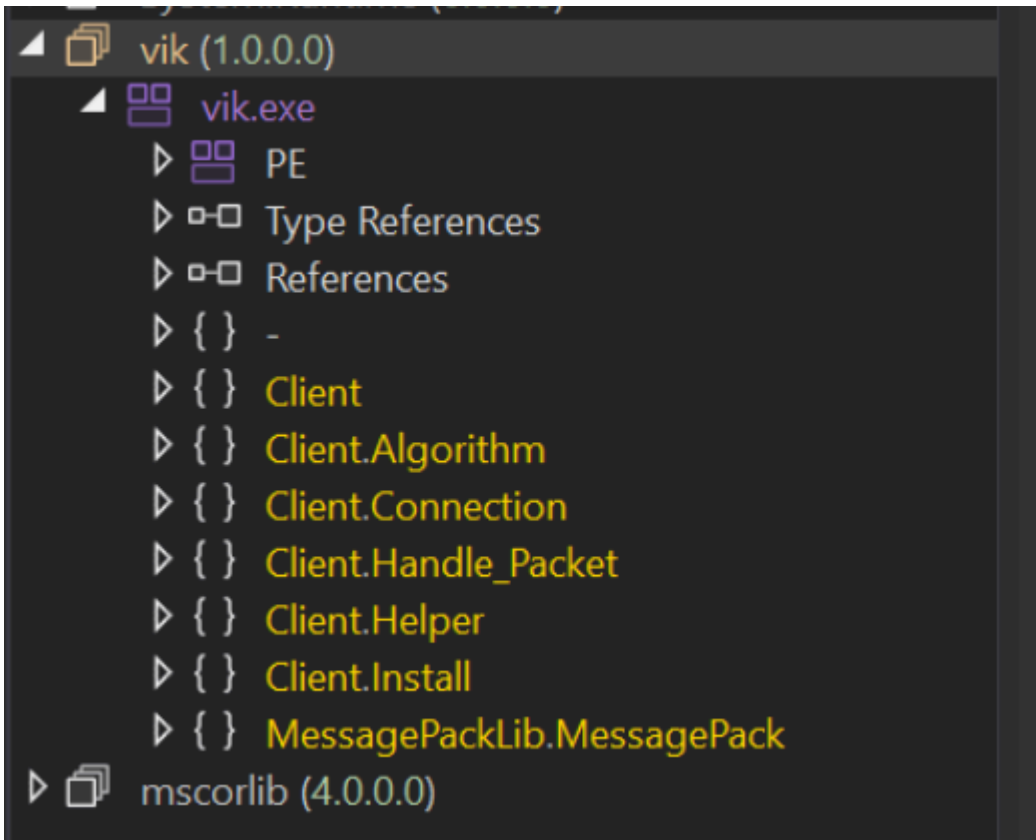 vik (1.0.0.0)
vik.exe
PE
Type References
References
{ } -
{ } Client
{ } Client.Algorithm
{ } Client.Connection
{ } Client.Handle_Packet
{ } Client.Helper
{ } Client.Install
{ } MessagePackLib.MessagePack
mscorlib (4.0.0.0)